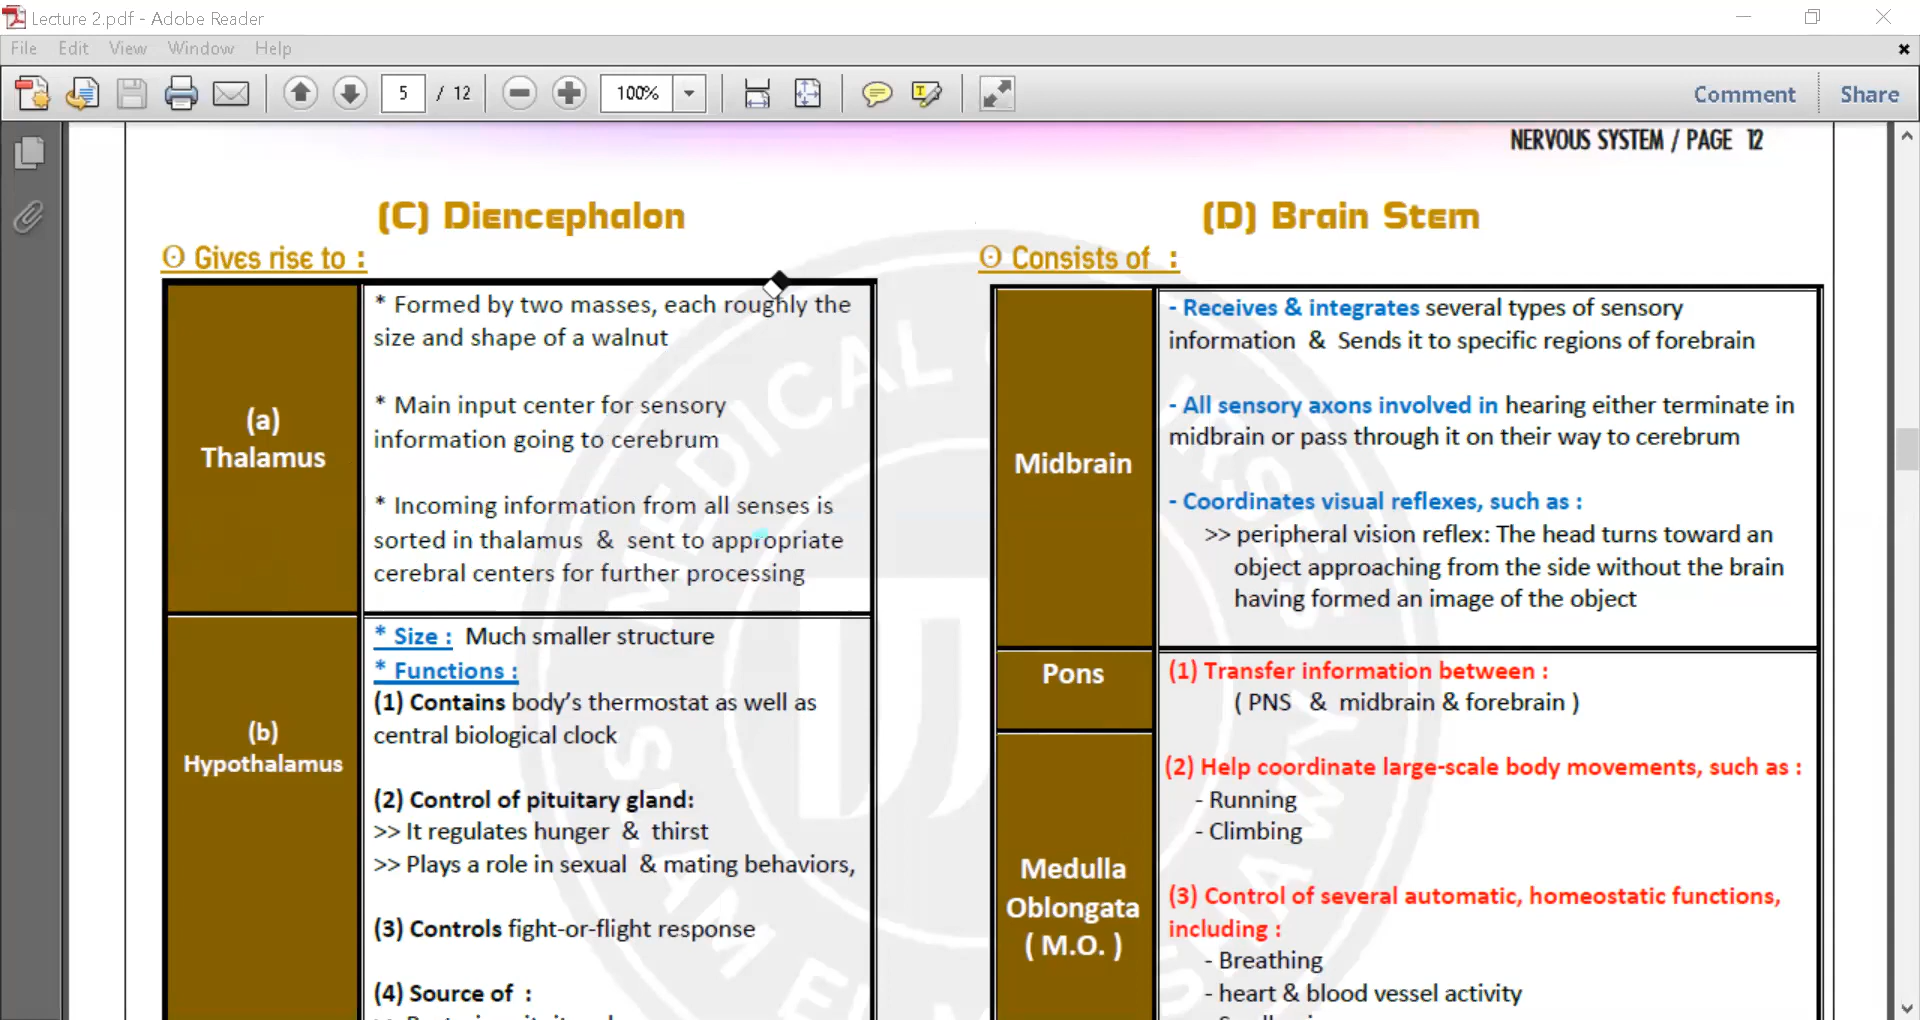 Lecture 2.pdf - Adobe Reader
File Edit View Window Help
5 / 12 100% Comment Share
NERVOUS SYSTEM / PAGE 12
(C) Diencephalon
ʘ Gives rise to :
(a)
Thalamus
* Formed by two masses, each roughly the
size and shape of a walnut
* Main input center for sensory
information going to cerebrum
* Incoming information from all senses is
sorted in thalamus & sent to appropriate
cerebral centers for further processing
(b)
Hypothalamus
* Size : Much smaller structure
* Functions :
(1) Contains body's thermostat as well as
central biological clock
(2) Control of pituitary gland:
>> It regulates hunger & thirst
>> Plays a role in sexual & mating behaviors,
(3) Controls fight-or-flight response
(4) Source of :
(D) Brain Stem
ʘ Consists of :
Midbrain
- Receives & integrates several types of sensory
information & Sends it to specific regions of forebrain
- All sensory axons involved in hearing either terminate in
midbrain or pass through it on their way to cerebrum
- Coordinates visual reflexes, such as :
>> peripheral vision reflex: The head turns toward an
object approaching from the side without the brain
having formed an image of the object
Pons
Medulla
Oblongata
( M.O. )
(1) Transfer information between :
( PNS & midbrain & forebrain )
(2) Help coordinate large-scale body movements, such as :
- Running
- Climbing
(3) Control of several automatic, homeostatic functions,
including :
- Breathing
- heart & blood vessel activity